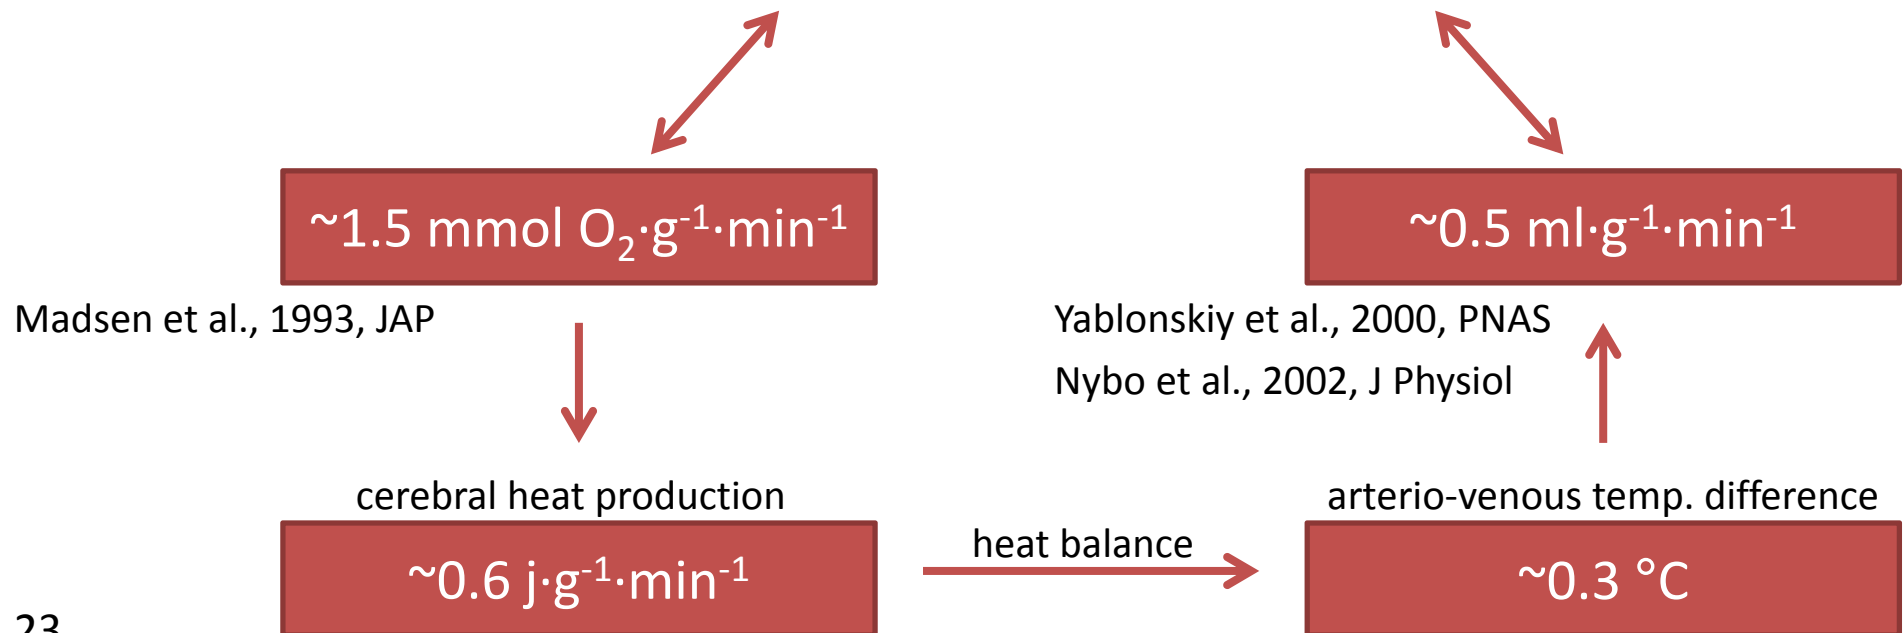 ~1.5 mmol O₂·g⁻¹·min⁻¹
~0.5 ml·g⁻¹·min⁻¹
Madsen et al., 1993, JAP
Yablonskiy et al., 2000, PNAS
Nybo et al., 2002, J Physiol
cerebral heat production
arterio-venous temp. difference
~0.6 j·g⁻¹·min⁻¹
heat balance
~0.3 °C
23